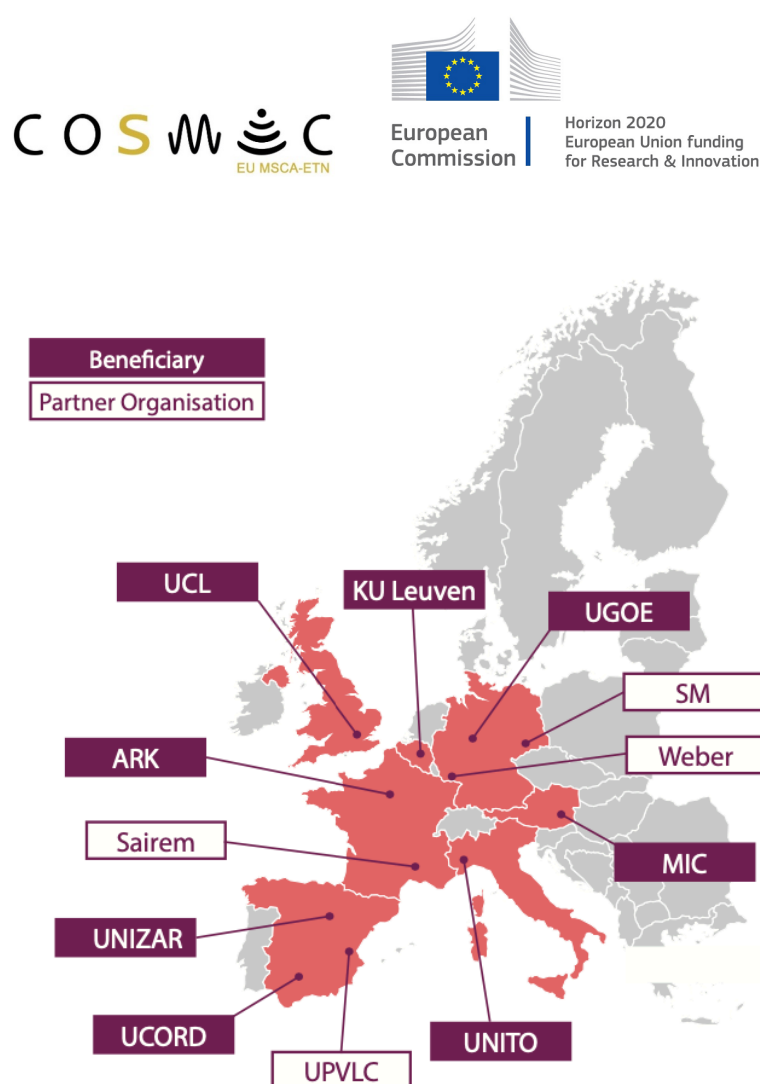 COSMIC
EU MSCA-ETN
European
Commission
Horizon 2020
European Union funding
for Research & Innovation
Beneficiary
Partner Organisation
UCL
KU Leuven
UGOE
SM
ARK
Weber
Sairem
MIC
UNIZAR
UCORD
UNITO
UPVLC